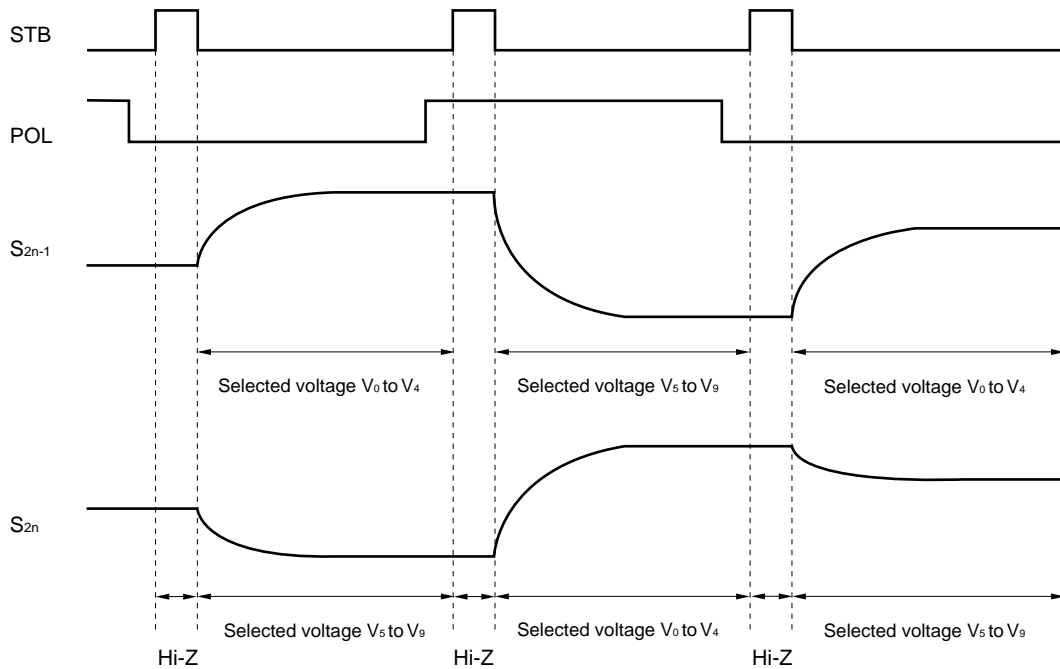 STB
POL
S2n-1
Selected voltage V0 to V4
Selected voltage V5 to V9
Selected voltage V0 to V4
S2n
Selected voltage V5 to V9
Selected voltage V0 to V4
Selected voltage V5 to V9
Hi-Z
Hi-Z
Hi-Z